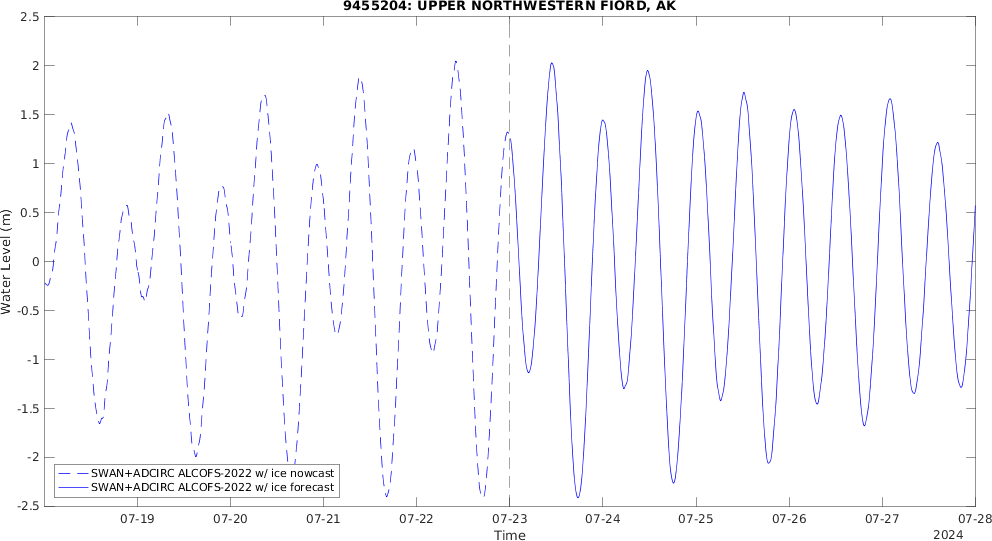 9455204: UPPER NORTHWESTERN FIORD, AK
2.5
2
1.5
1
0.5
0
-0.5
-1
-1.5
-2
-2.5
Water Level (m)
SWAN+ADCIRC ALCOFS-2022 w/ ice nowcast
SWAN+ADCIRC ALCOFS-2022 w/ ice forecast
07-19 07-20 07-21 07-22 07-23 07-24 07-25 07-26 07-27 07-28
Time
2024